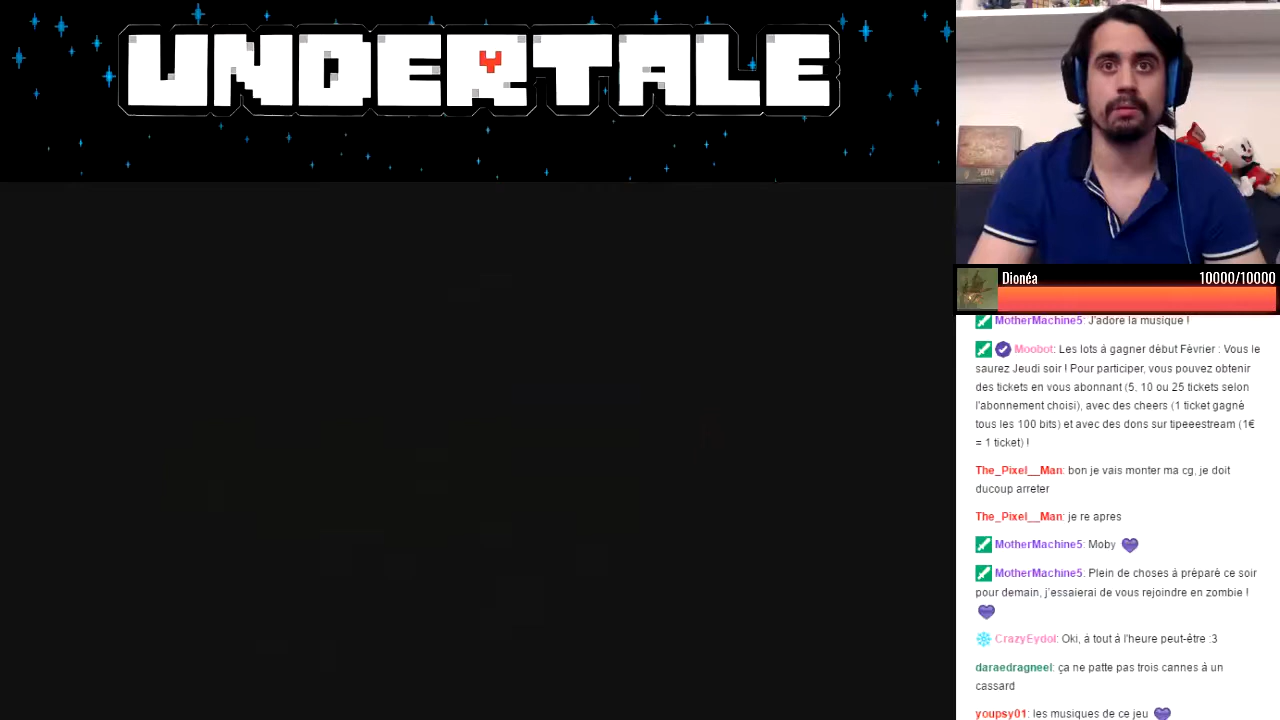 UNDERTALE
Dionéa 10000/10000
MotherMachine5: J'adore la musique !
Moobot: Les lots à gagner début Février : Vous le
saurez Jeudi soir ! Pour participer, vous pouvez obtenir
des tickets en vous abonnant (5, 10 ou 25 tickets selon
l'abonnement choisi), avec des cheers (1 ticket gagné
tous les 100 bits) et avec des dons sur tipeeestream (1€
= 1 ticket) !
The_Pixel__Man: bon je vais monter ma cg, je doit
ducoup arreter
The_Pixel__Man: je re apres
MotherMachine5: Moby
MotherMachine5: Plein de choses à préparé ce soir
pour demain, j'essaierai de vous rejoindre en zombie !
CrazyEydol: Oki, à tout à l'heure peut-être :3
daraedragneel: ça ne patte pas trois cannes à un
cassard
youpsy01: les musiques de ce jeu